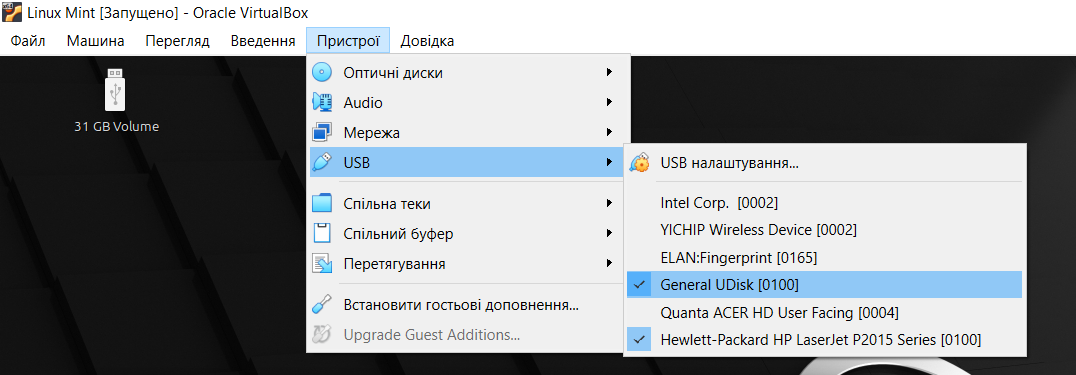 Linux Mint [Запущено] - Oracle VirtualBox
Файл Машина Перегляд Введення Пристрої Довідка
31 GB Volume
Оптичні диски
Audio
Мережа
USB
Спільна теки
Спільний буфер
Перетягування
Встановити гостьові доповнення...
Upgrade Guest Additions...
USB налаштування...
Intel Corp. [0002]
YICHIP Wireless Device [0002]
ELAN:Fingerprint [0165]
General UDisk [0100]
Quanta ACER HD User Facing [0004]
Hewlett-Packard HP LaserJet P2015 Series [0100]